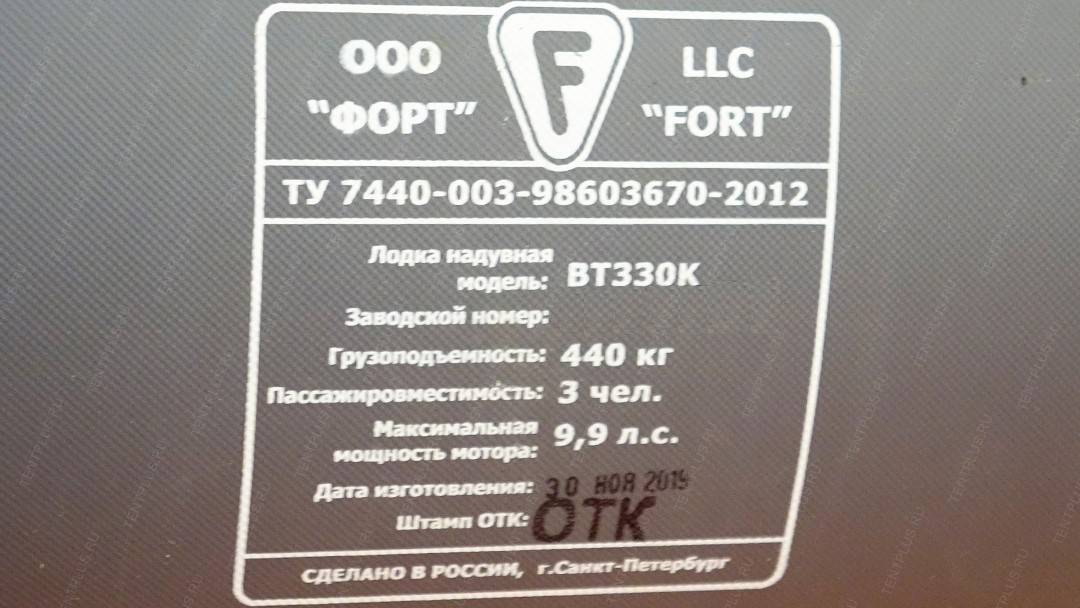 ООО
"ФОРТ"
F
LLC
"FORT"
ТУ 7440-003-98603670-2012
Лодка надувная
модель: BT330K
Заводской номер:
Грузоподъемность: 440 кг
Пассажировместимость: 3 чел.
Максимальная
мощность мотора: 9,9 л.с.
Дата изготовления: 30 НОЯ 2019
Штамп ОТК: ОТК
СДЕЛАНО В РОССИИ, г.Санкт-Петербург
TENTPLUS.RU